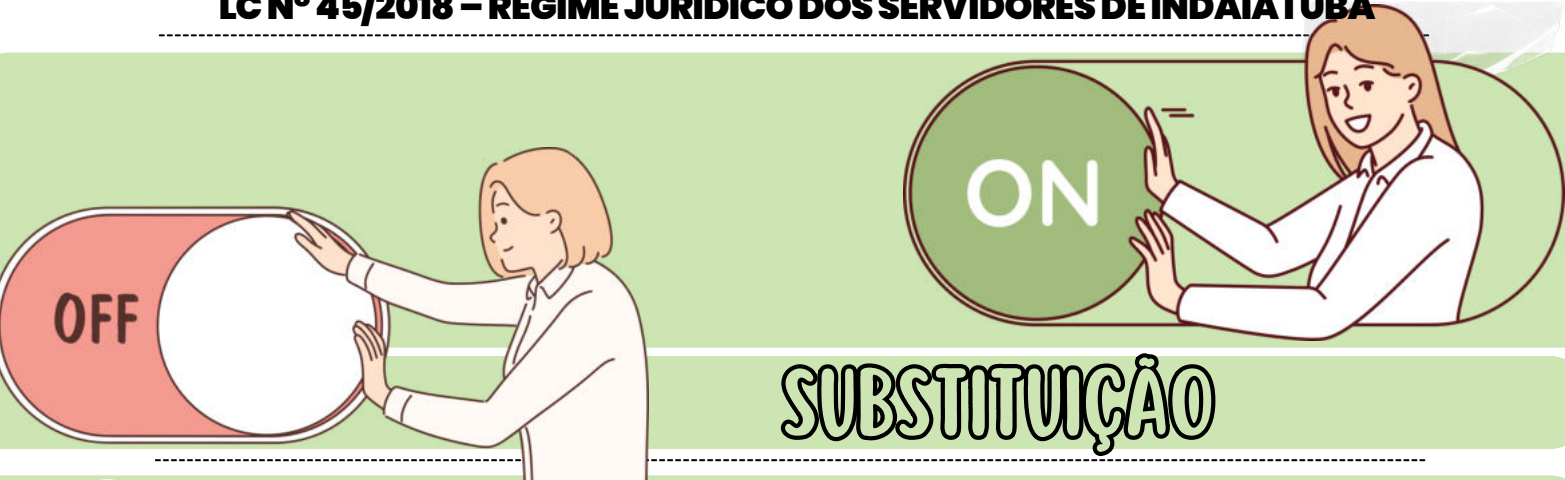 LC Nº 45/2018 – REGIME JURÍDICO DOS SERVIDORES DE INDAIATUBA
ON
OFF
SUBSTITUIÇÃO